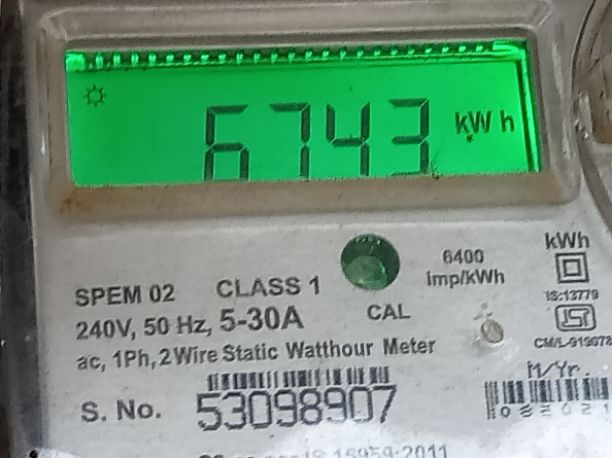 6743 kWh
kWh
6400
imp/kWh
SPEM 02 CLASS 1
IS:13779
240V, 50 Hz, 5-30A CAL
ac, 1Ph, 2 Wire Static Watthour Meter
M/Yr.
S. No. 53098907